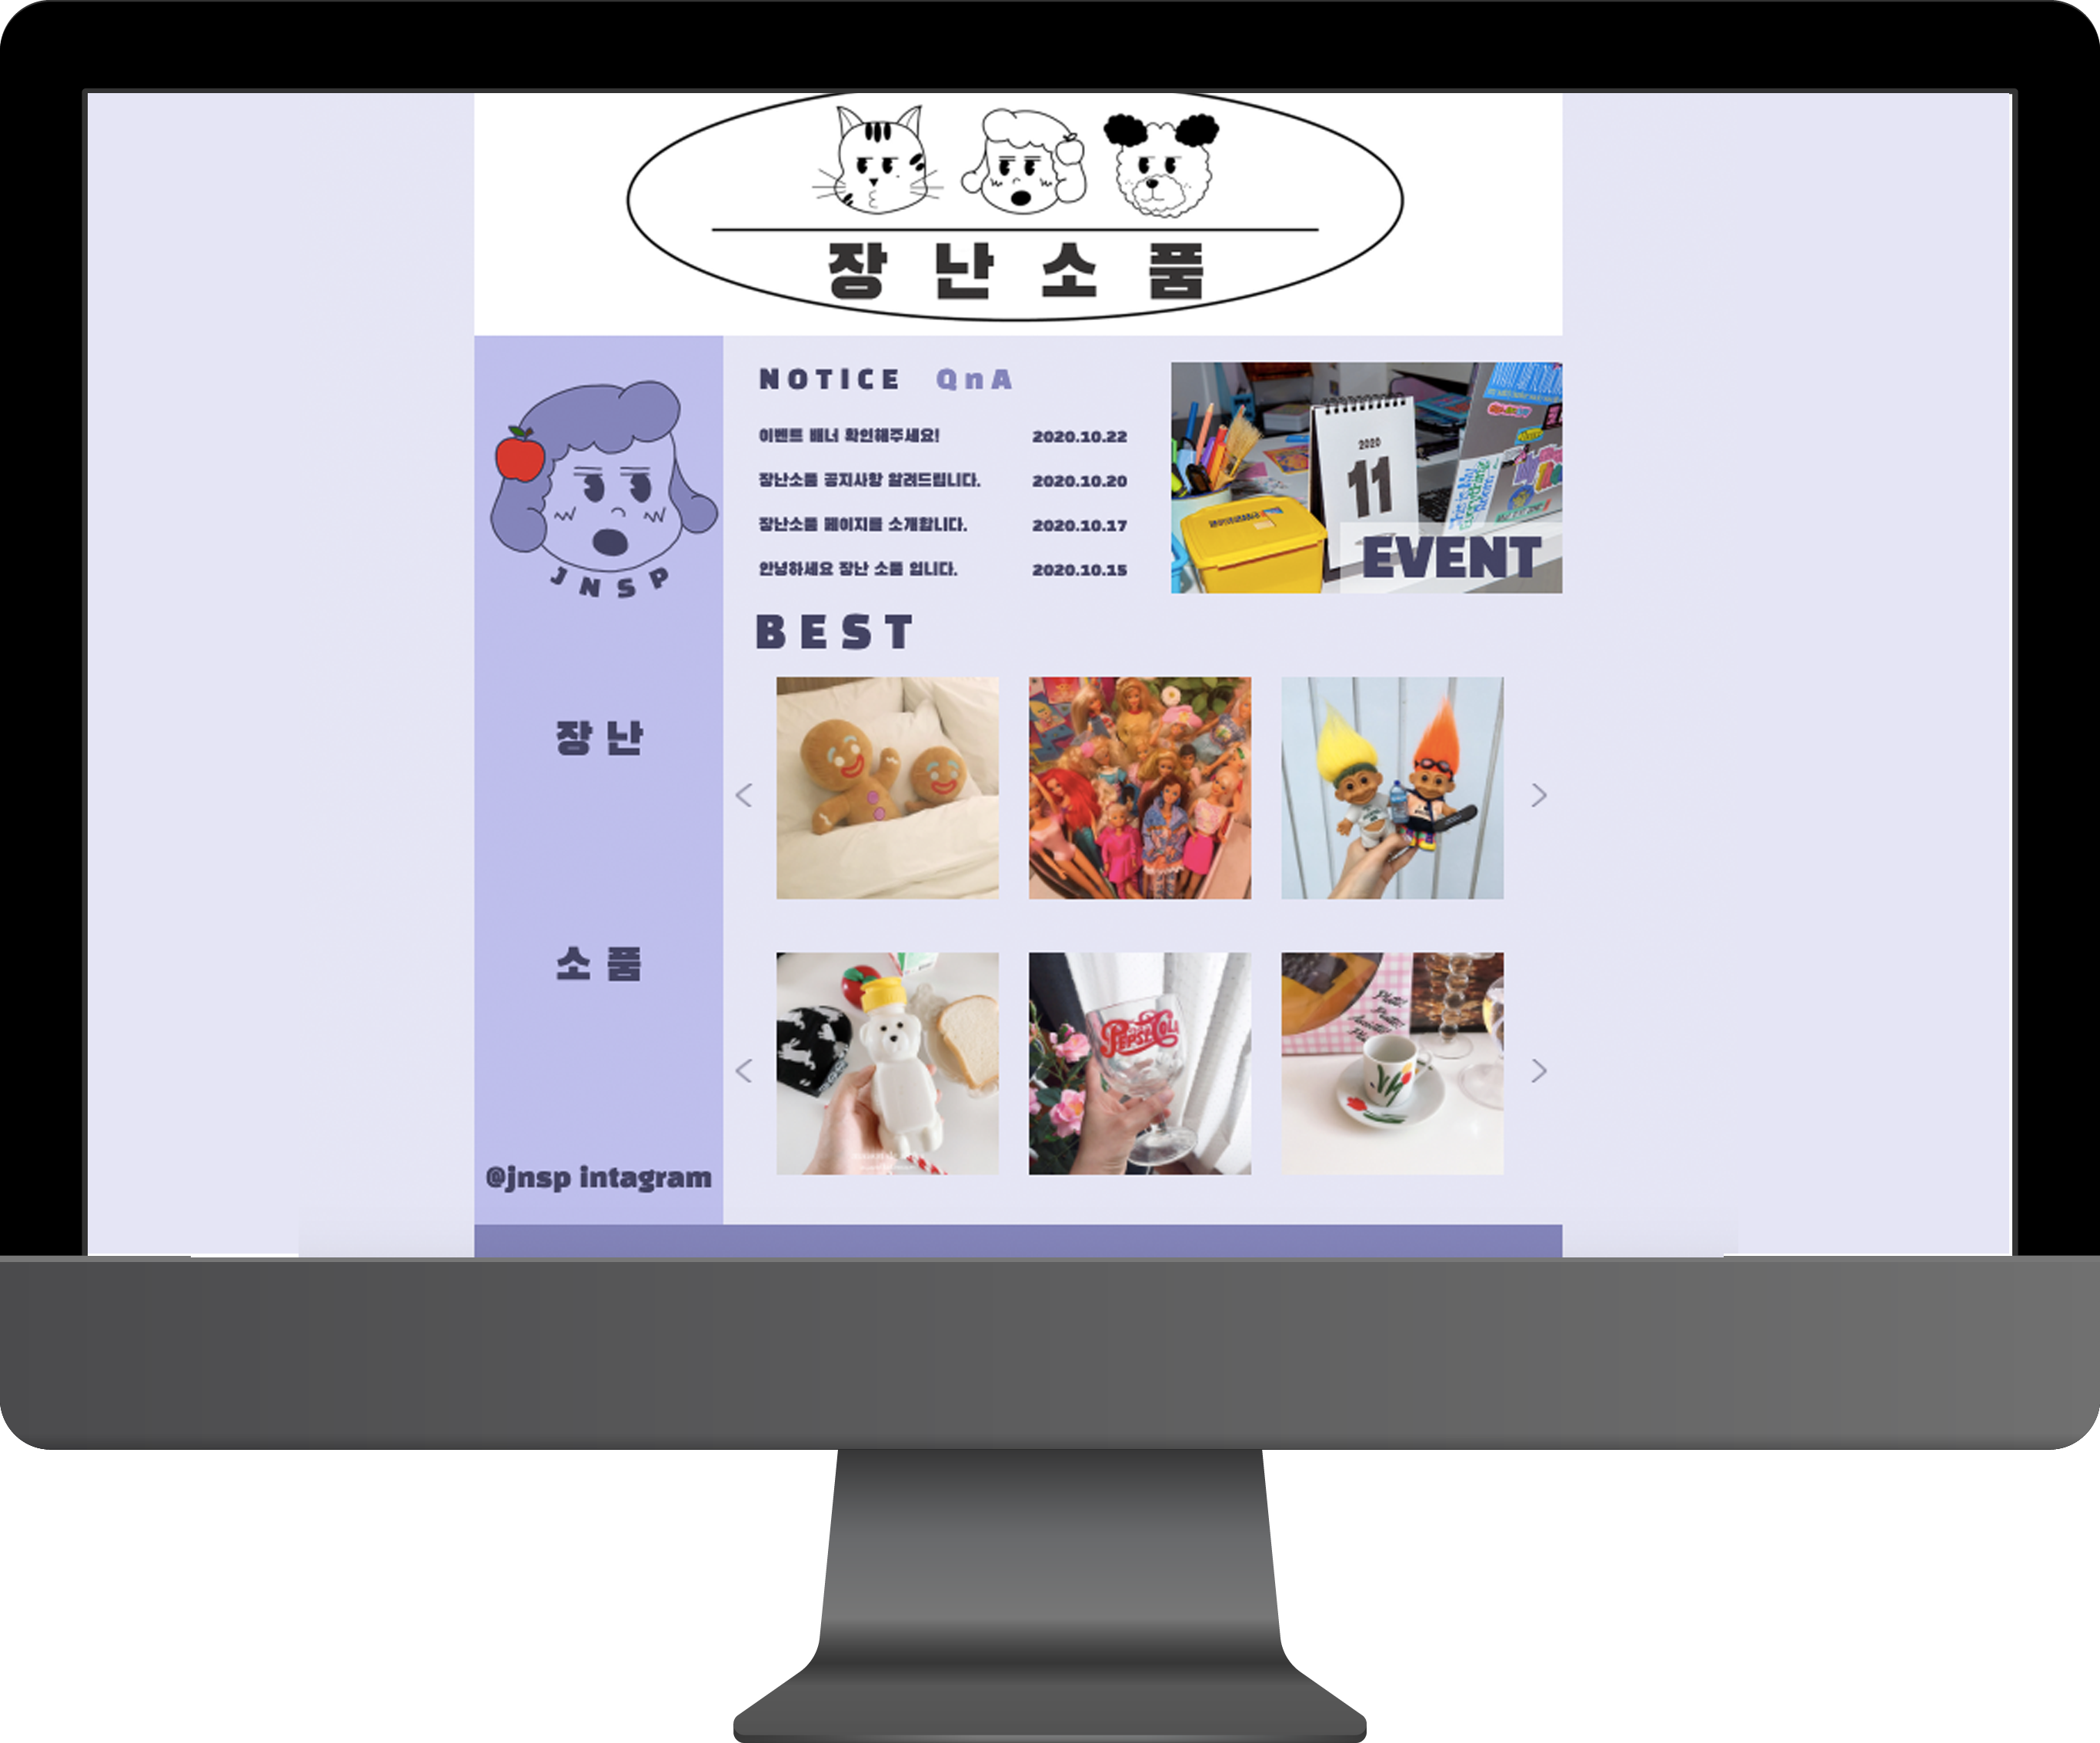 장난소품
JNSP
장난
소품
@jnsp intagram
NOTICE QnA
이벤트 배너 확인해주세요! 2020.10.22
장난소품 공지사항 알려드립니다. 2020.10.20
장난소품 페이지를 소개합니다. 2020.10.17
안녕하세요 장난 소품 입니다. 2020.10.15
2020
11
EVENT
BEST
PEPSI-COLA